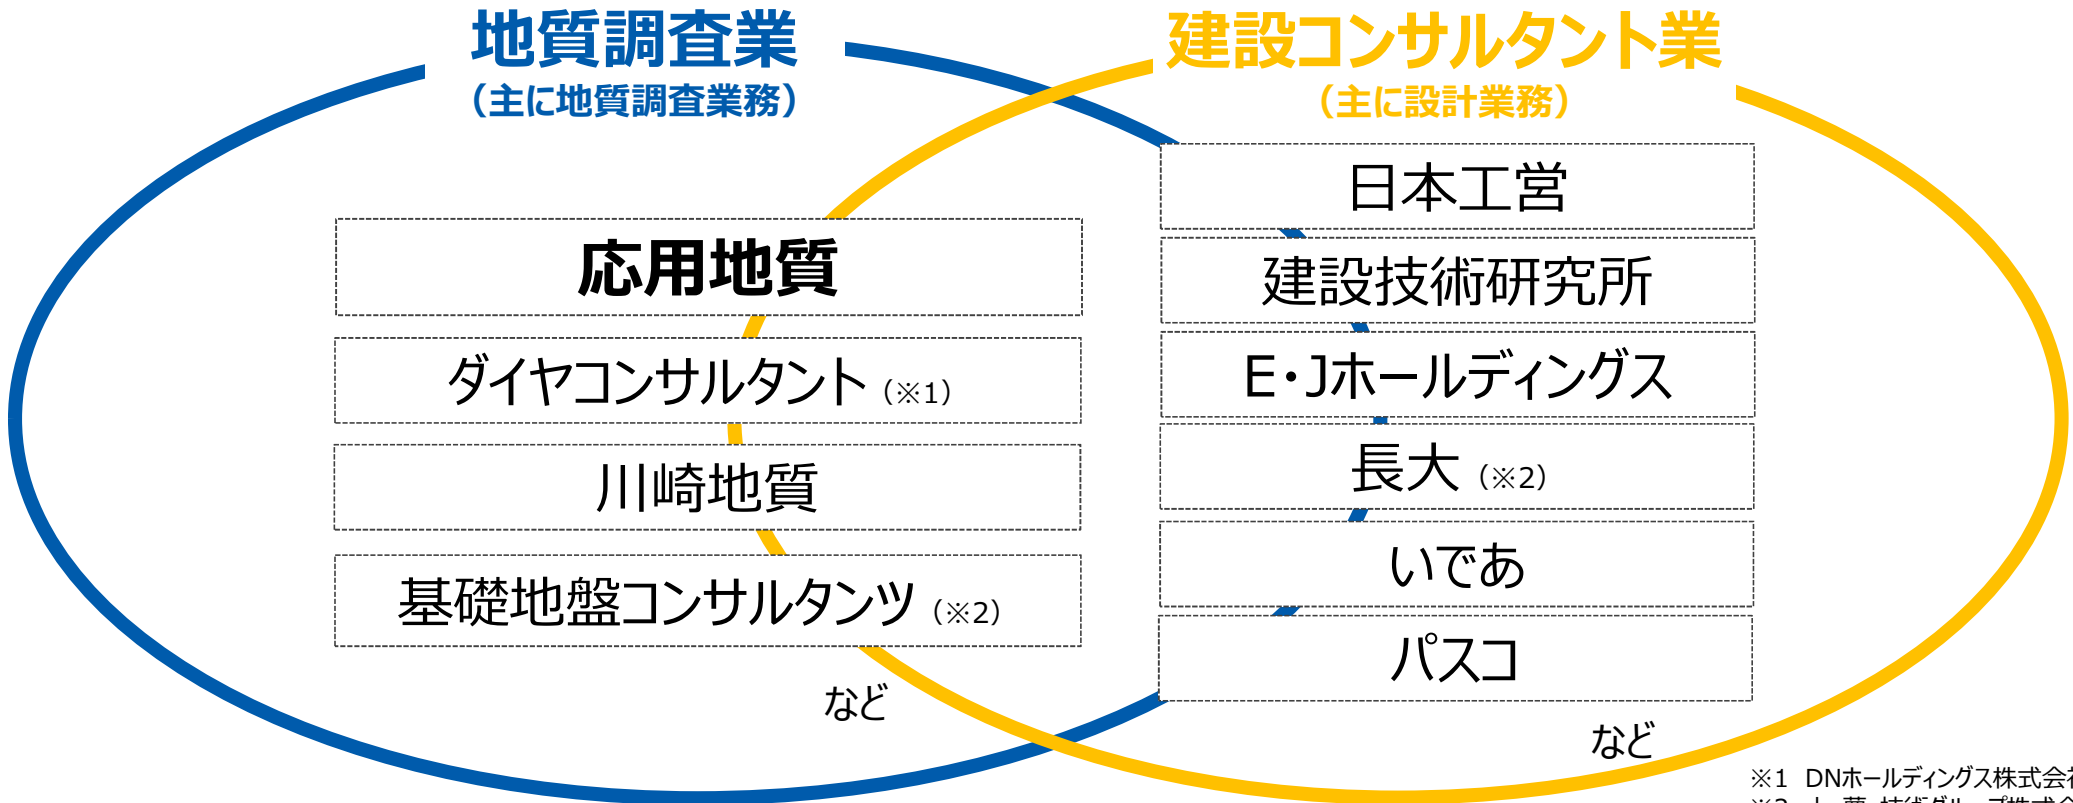 地質調査業
（主に地質調査業務）
建設コンサルタント業
（主に設計業務）
応用地質
ダイヤコンサルタント（※1）
川崎地質
基礎地盤コンサルタンツ（※2）
など
日本工営
建設技術研究所
E・Jホールディングス
長大（※2）
いであ
パスコ
など
※1 DNホールディングス株式会社